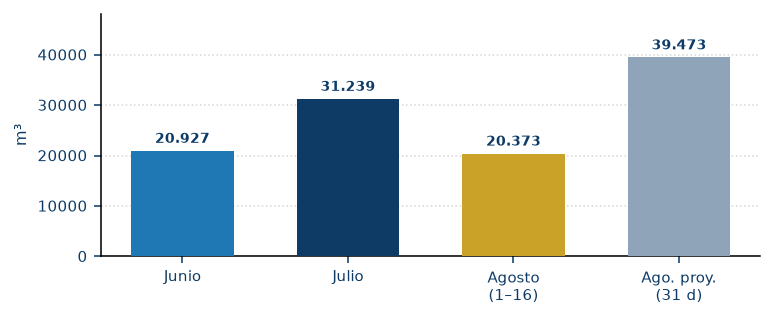 39.473
40000
31.239
30000
20.927
20.373
20000
10000
0
m³
Junio
Julio
Agosto
(1–16)
Ago. proy.
(31 d)